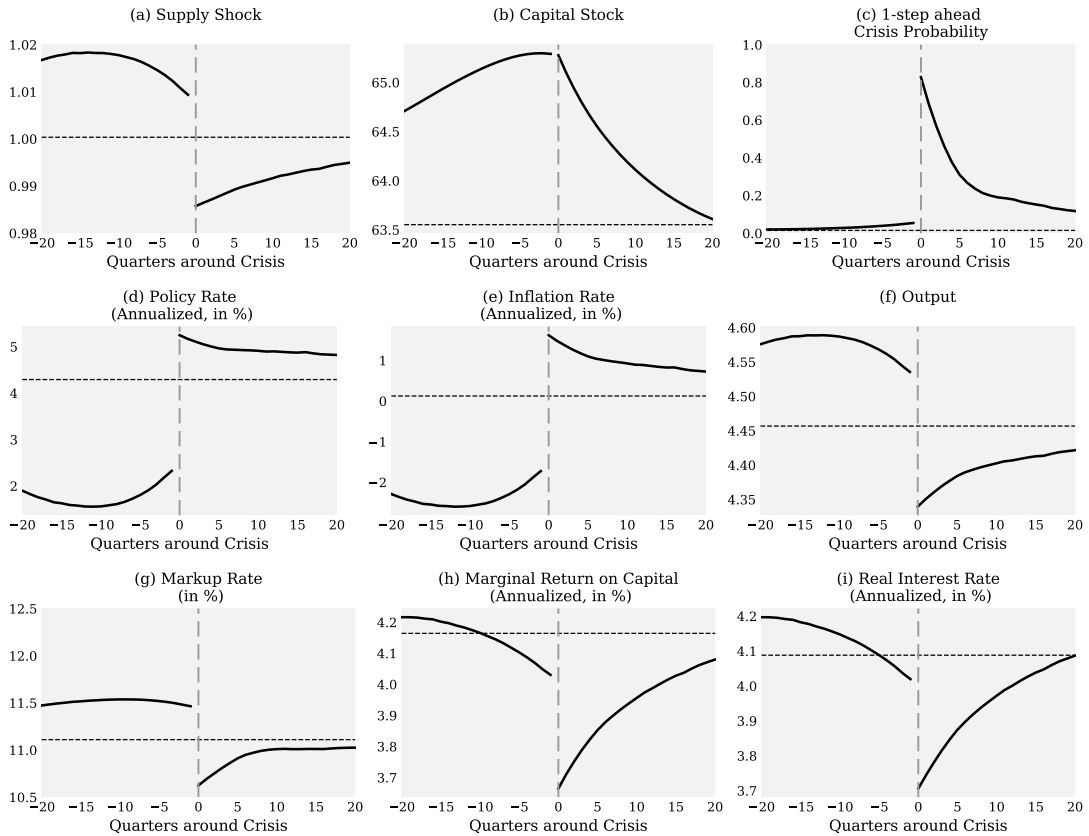 (a) Supply Shock
1.02
1.01
1.00
0.99
0.98
−20 −15 −10 −5 0 5 10 15 20
Quarters around Crisis
(b) Capital Stock
65.0
64.5
64.0
63.5
−20 −15 −10 −5 0 5 10 15 20
Quarters around Crisis
(c) 1-step ahead
Crisis Probability
1.0
0.8
0.6
0.4
0.2
0.0
−20 −15 −10 −5 0 5 10 15 20
Quarters around Crisis
(d) Policy Rate
(Annualized, in %)
5
4
3
2
−20 −15 −10 −5 0 5 10 15 20
Quarters around Crisis
(e) Inflation Rate
(Annualized, in %)
1
0
−1
−2
−20 −15 −10 −5 0 5 10 15 20
Quarters around Crisis
(f) Output
4.60
4.55
4.50
4.45
4.40
4.35
−20 −15 −10 −5 0 5 10 15 20
Quarters around Crisis
(g) Markup Rate
(in %)
12.5
12.0
11.5
11.0
10.5
−20 −15 −10 −5 0 5 10 15 20
Quarters around Crisis
(h) Marginal Return on Capital
(Annualized, in %)
4.2
4.1
4.0
3.9
3.8
3.7
−20 −15 −10 −5 0 5 10 15 20
Quarters around Crisis
(i) Real Interest Rate
(Annualized, in %)
4.2
4.1
4.0
3.9
3.8
3.7
−20 −15 −10 −5 0 5 10 15 20
Quarters around Crisis